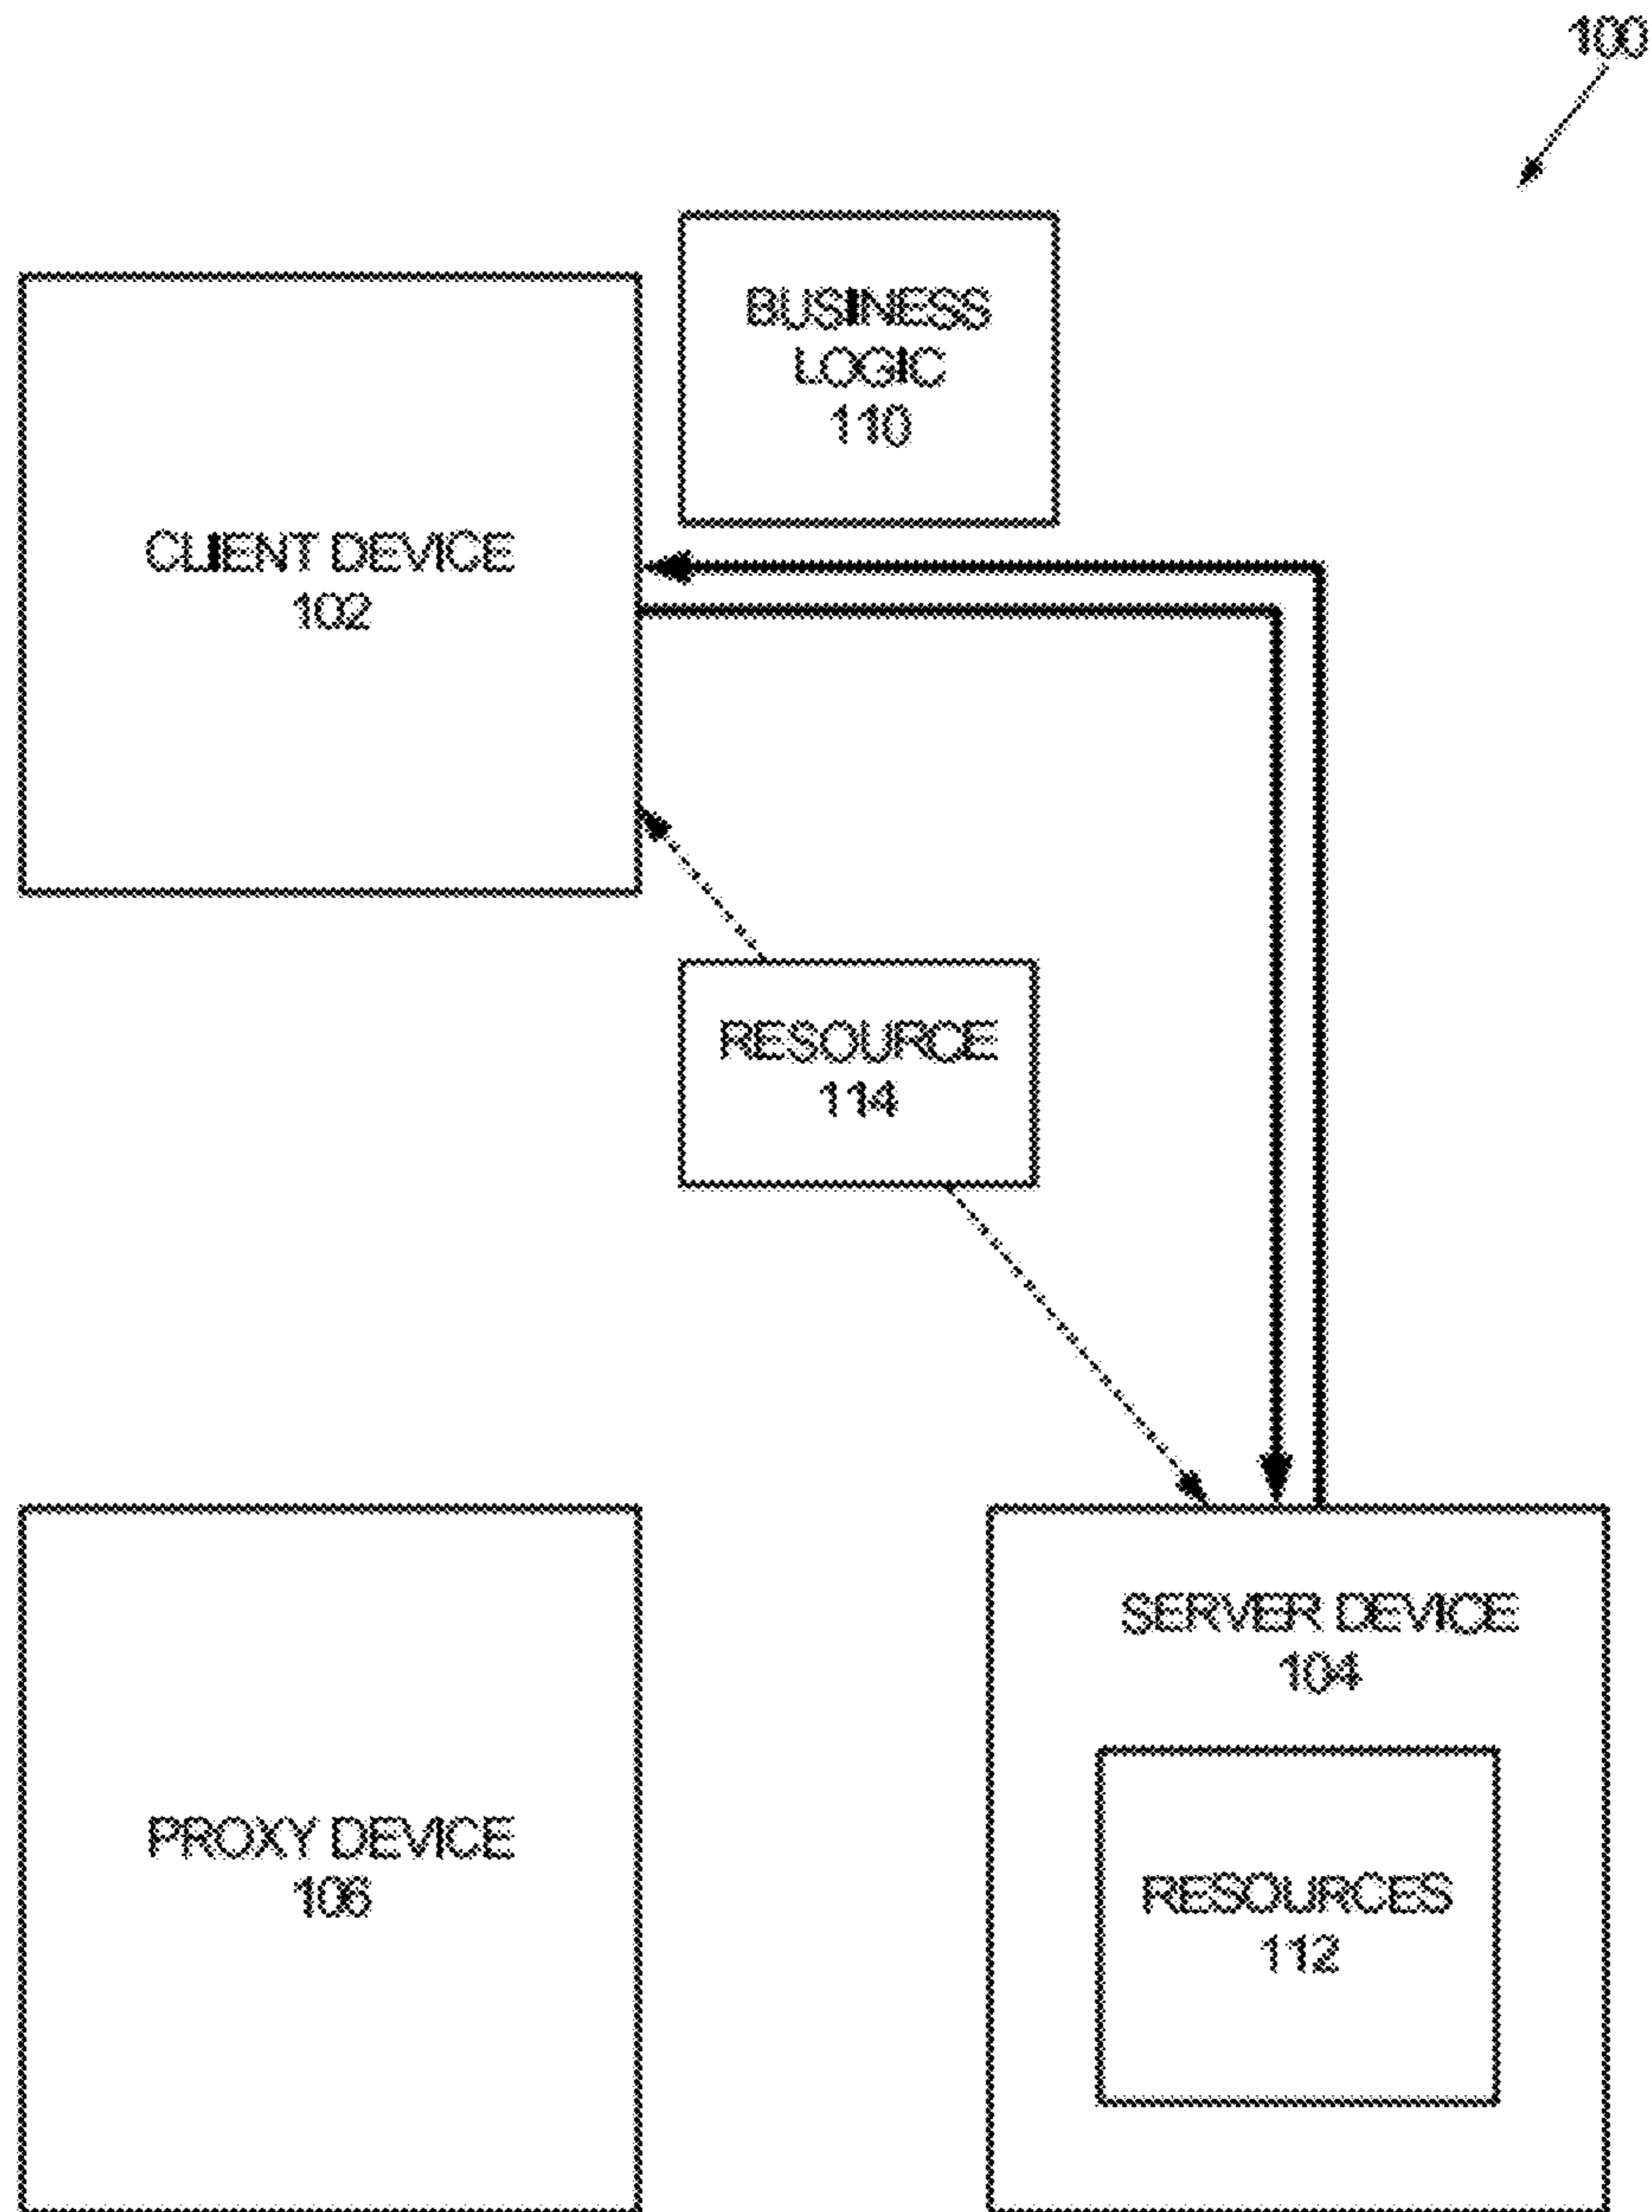 100
BUSINESS
LOGIC
110
CLIENT DEVICE
102
RESOURCE
114
SERVER DEVICE
104
PROXY DEVICE
106
RESOURCES
112